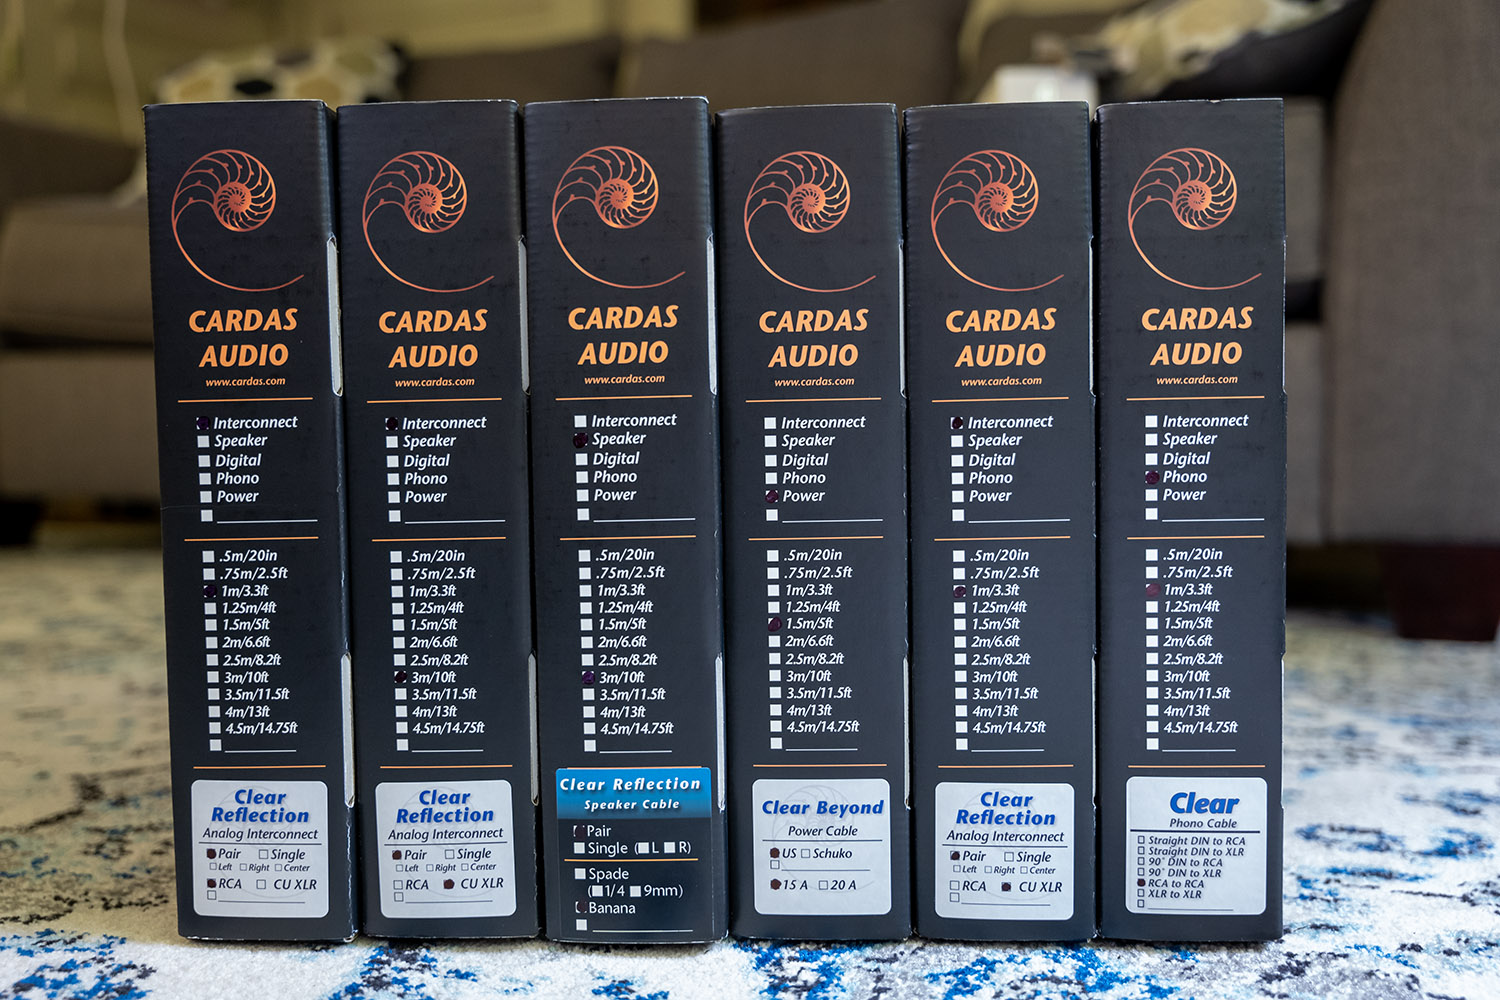 CARDAS
AUDIO
www.cardas.com
Interconnect
Speaker
Digital
Phono
Power
.5m/20in
.75m/2.5ft
1m/3.3ft
1.25m/4ft
1.5m/5ft
2m/6.6ft
2.5m/8.2ft
3m/10ft
3.5m/11.5ft
4m/13ft
4.5m/14.75ft
Clear
Reflection
Analog Interconnect
Pair Single
Left Right Center
RCA CU XLR
CARDAS
AUDIO
www.cardas.com
Interconnect
Speaker
Digital
Phono
Power
.5m/20in
.75m/2.5ft
1m/3.3ft
1.25m/4ft
1.5m/5ft
2m/6.6ft
2.5m/8.2ft
3m/10ft
3.5m/11.5ft
4m/13ft
4.5m/14.75ft
Clear
Reflection
Analog Interconnect
Pair Single
Left Right Center
RCA CU XLR
CARDAS
AUDIO
www.cardas.com
Interconnect
Speaker
Digital
Phono
Power
.5m/20in
.75m/2.5ft
1m/3.3ft
1.25m/4ft
1.5m/5ft
2m/6.6ft
2.5m/8.2ft
3m/10ft
3.5m/11.5ft
4m/13ft
4.5m/14.75ft
Clear Reflection
Speaker Cable
Pair
Single (L R)
Spade
(1/4 9mm)
Banana
CARDAS
AUDIO
www.cardas.com
Interconnect
Speaker
Digital
Phono
Power
.5m/20in
.75m/2.5ft
1m/3.3ft
1.25m/4ft
1.5m/5ft
2m/6.6ft
2.5m/8.2ft
3m/10ft
3.5m/11.5ft
4m/13ft
4.5m/14.75ft
Clear Beyond
Power Cable
US Schuko
15 A 20 A
CARDAS
AUDIO
www.cardas.com
Interconnect
Speaker
Digital
Phono
Power
.5m/20in
.75m/2.5ft
1m/3.3ft
1.25m/4ft
1.5m/5ft
2m/6.6ft
2.5m/8.2ft
3m/10ft
3.5m/11.5ft
4m/13ft
4.5m/14.75ft
Clear
Reflection
Analog Interconnect
Pair Single
Left Right Center
RCA CU XLR
CARDAS
AUDIO
www.cardas.com
Interconnect
Speaker
Digital
Phono
Power
.5m/20in
.75m/2.5ft
1m/3.3ft
1.25m/4ft
1.5m/5ft
2m/6.6ft
2.5m/8.2ft
3m/10ft
3.5m/11.5ft
4m/13ft
4.5m/14.75ft
Clear
Phono Cable
Straight DIN to RCA
Straight DIN to XLR
90° DIN to RCA
90° DIN to XLR
RCA to RCA
XLR to XLR